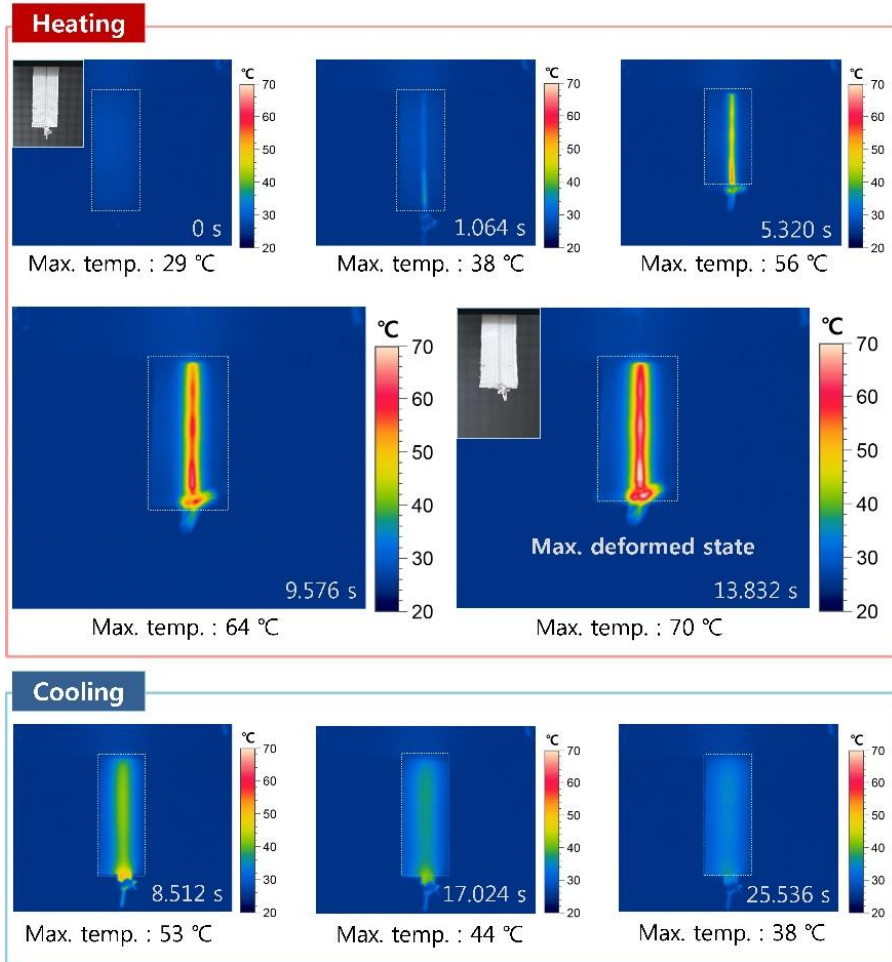 Heating
℃ ℃ ℃
70 70 70
60 60 60
50 50 50
40 40 40
30 30 30
20 20 20
0 s 1.064 s 5.320 s
Max. temp. : 29 ℃ Max. temp. : 38 ℃ Max. temp. : 56 ℃
℃ ℃
70 70
60 60
50 50
40 40
30 30
20 20
Max. deformed state
9.576 s 13.832 s
Max. temp. : 64 ℃ Max. temp. : 70 ℃
Cooling
℃ ℃ ℃
70 70 70
60 60 60
50 50 50
40 40 40
30 30 30
20 20 20
8.512 s 17.024 s 25.536 s
Max. temp. : 53 ℃ Max. temp. : 44 ℃ Max. temp. : 38 ℃